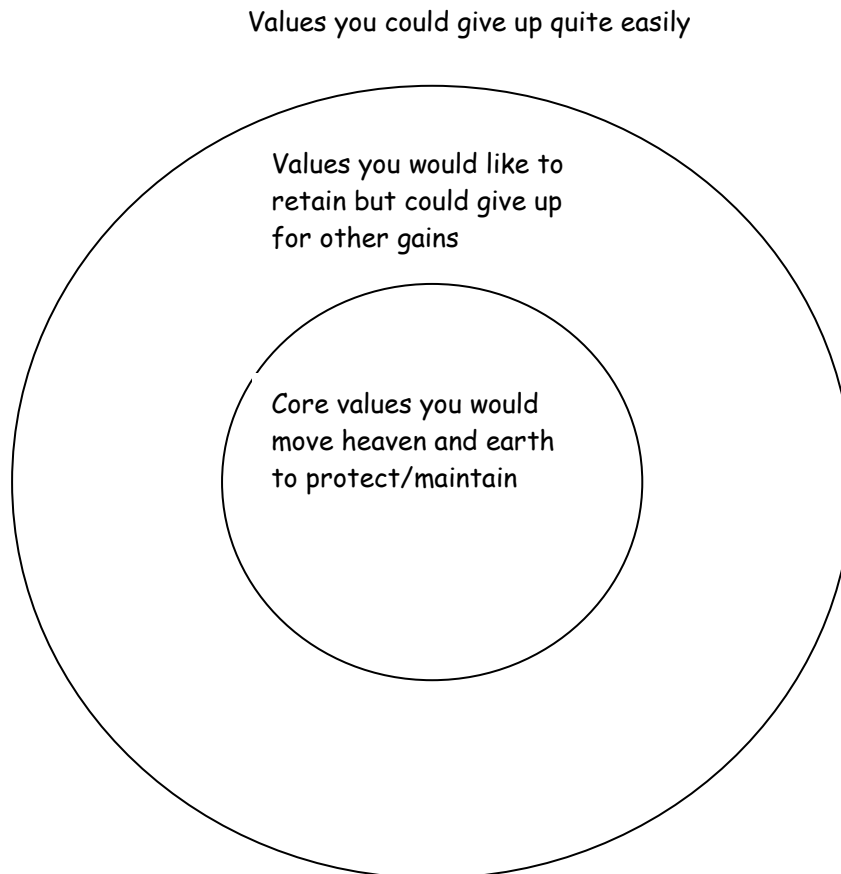 Values you could give up quite easily
Values you would like to
retain but could give up
for other gains
Core values you would
move heaven and earth
to protect/maintain